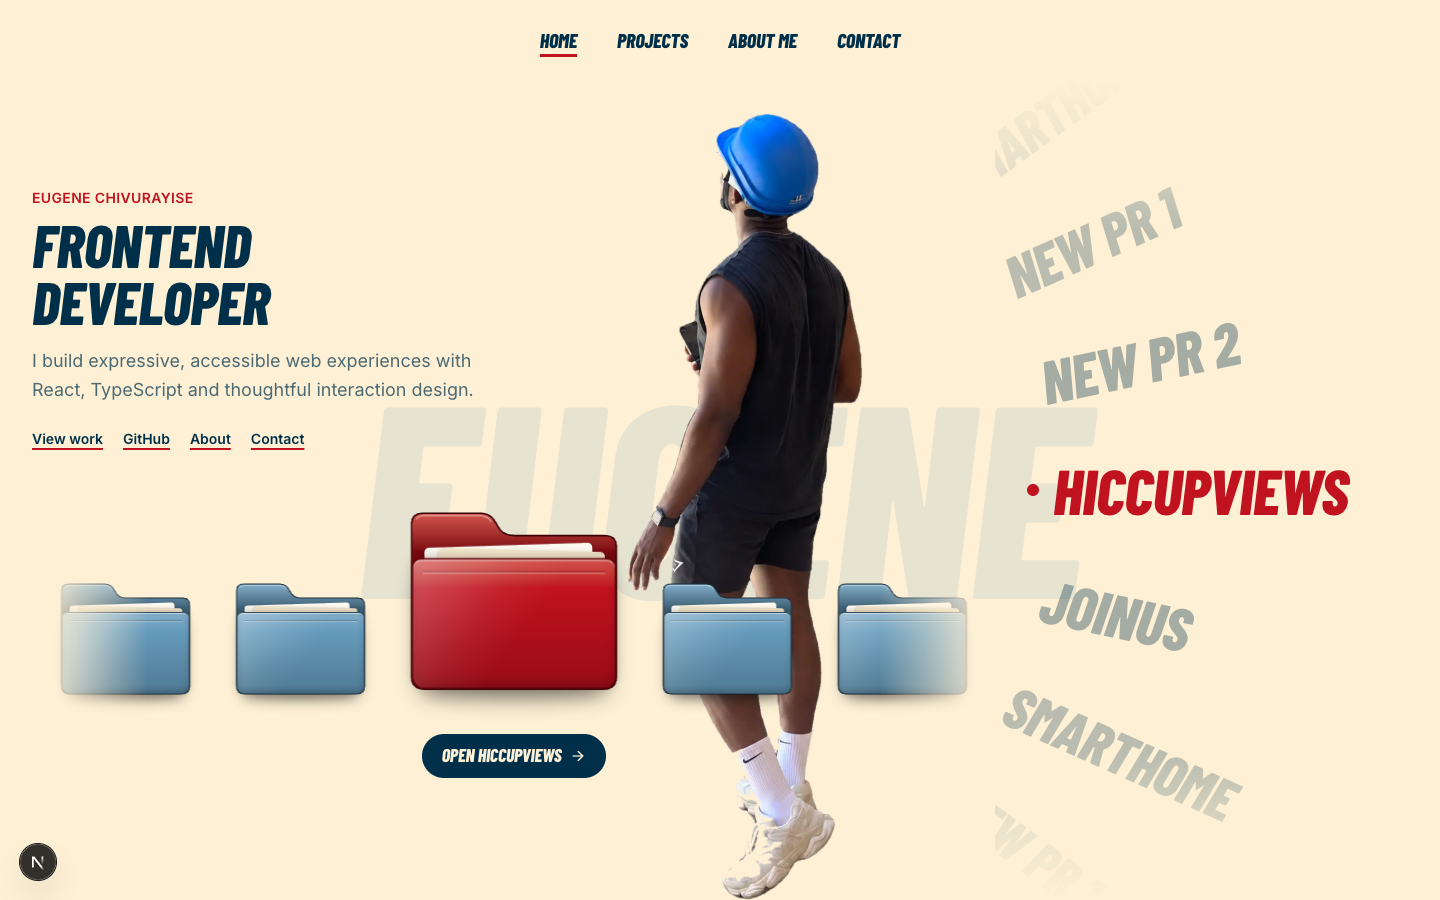 HOME PROJECTS ABOUT ME CONTACT
EUGENE CHIVURAYISE
FRONTEND
DEVELOPER
I build expressive, accessible web experiences with
React, TypeScript and thoughtful interaction design.
View work GitHub About Contact
EUGENE
OPEN HICCUPVIEWS →
NEW PR 1
NEW PR 2
• HICCUPVIEWS
JOINUS
SMARTHOME
N